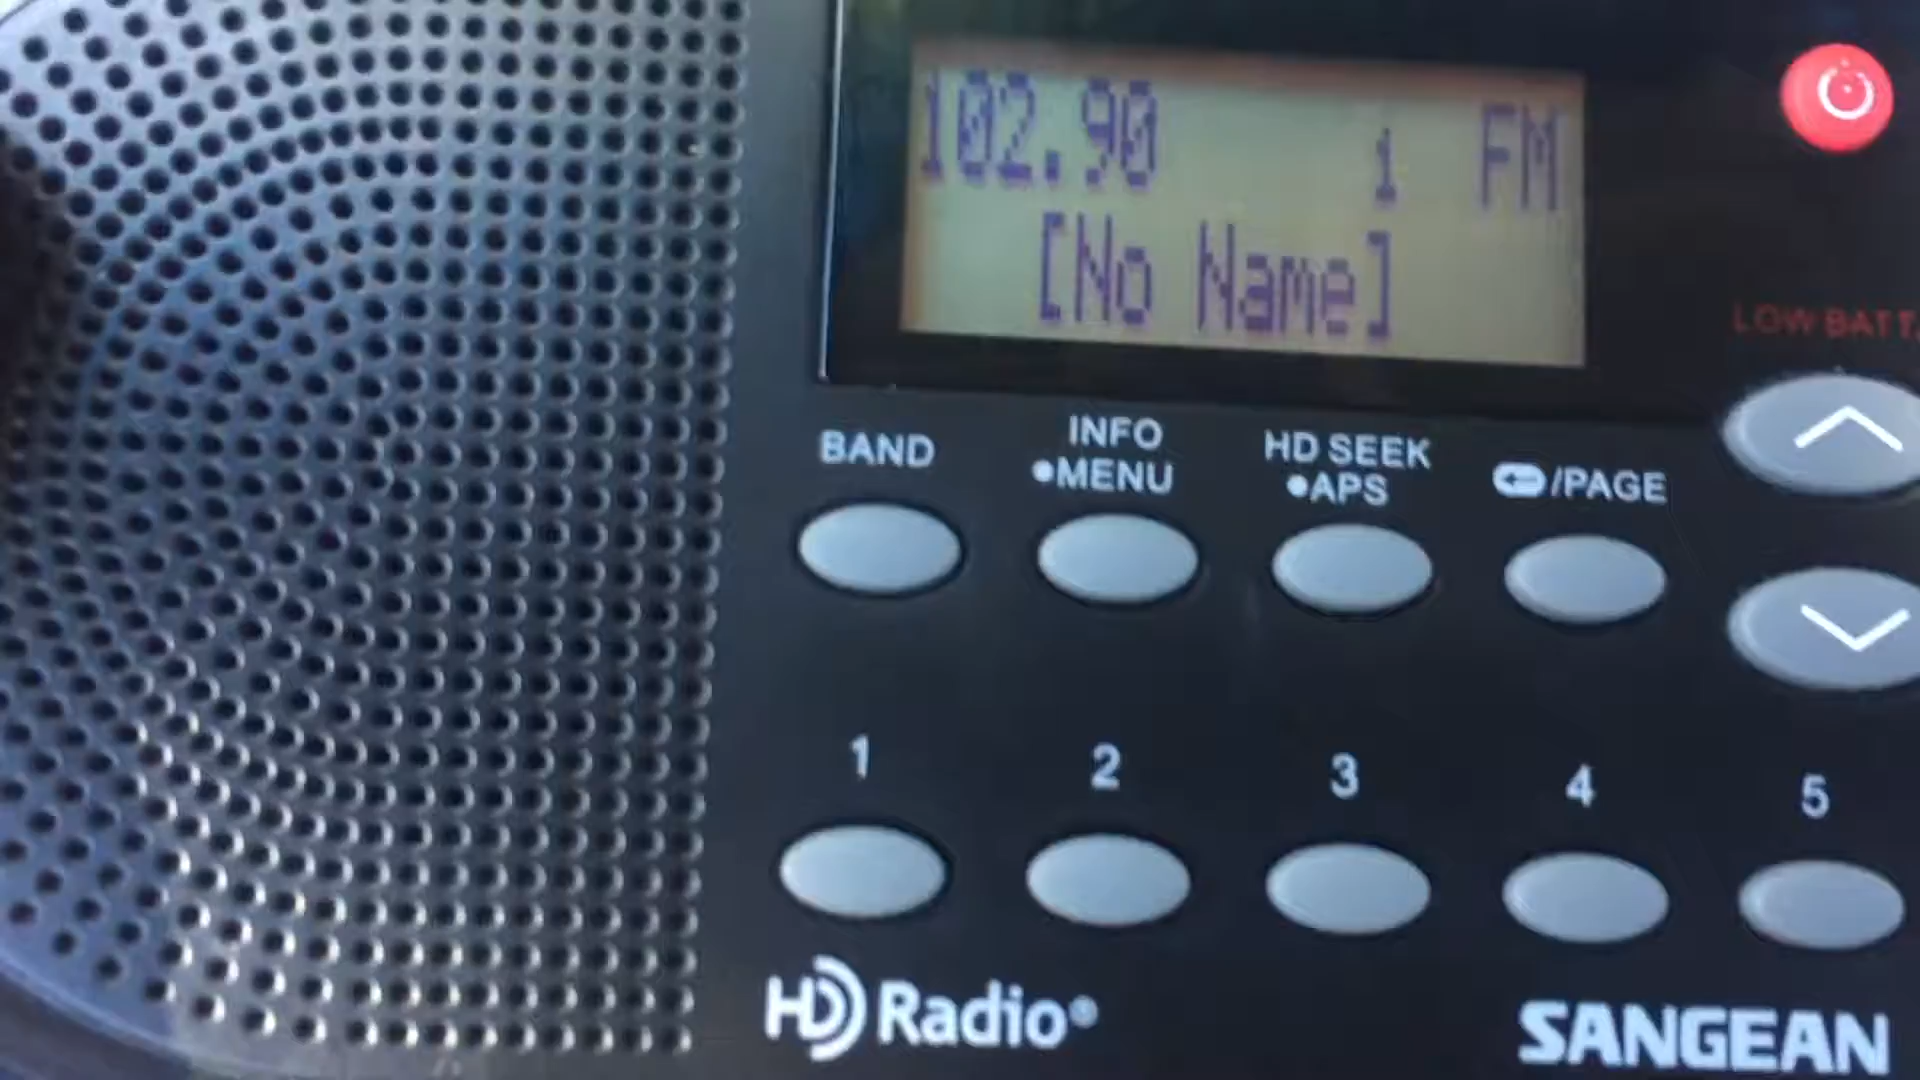 102.90 i FM
[No Name]
LOW BATT
BAND
INFO
•MENU
HD SEEK
•APS
/PAGE
1
2
3
4
5
HD Radio®
SANGEAN